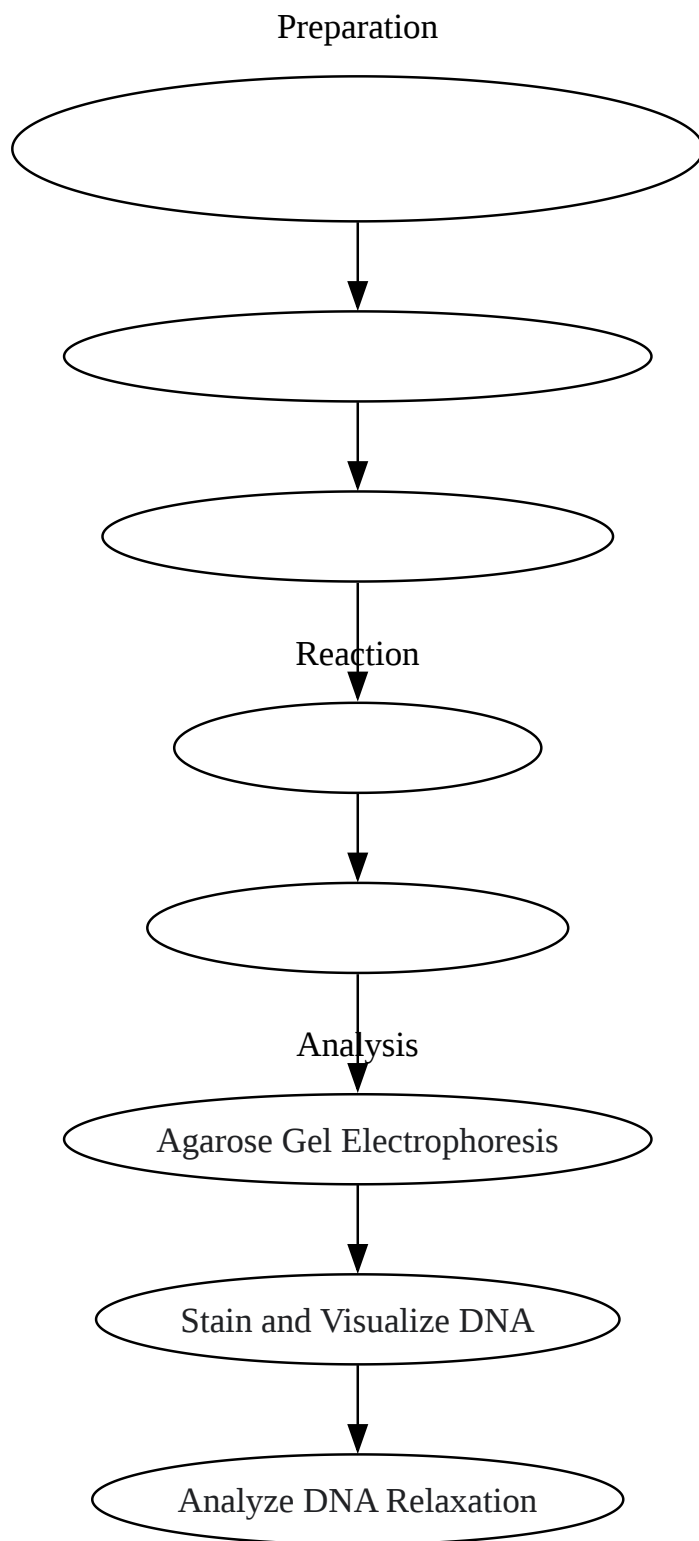 Preparation
Reaction
Analysis
Agarose Gel Electrophoresis
Stain and Visualize DNA
Analyze DNA Relaxation